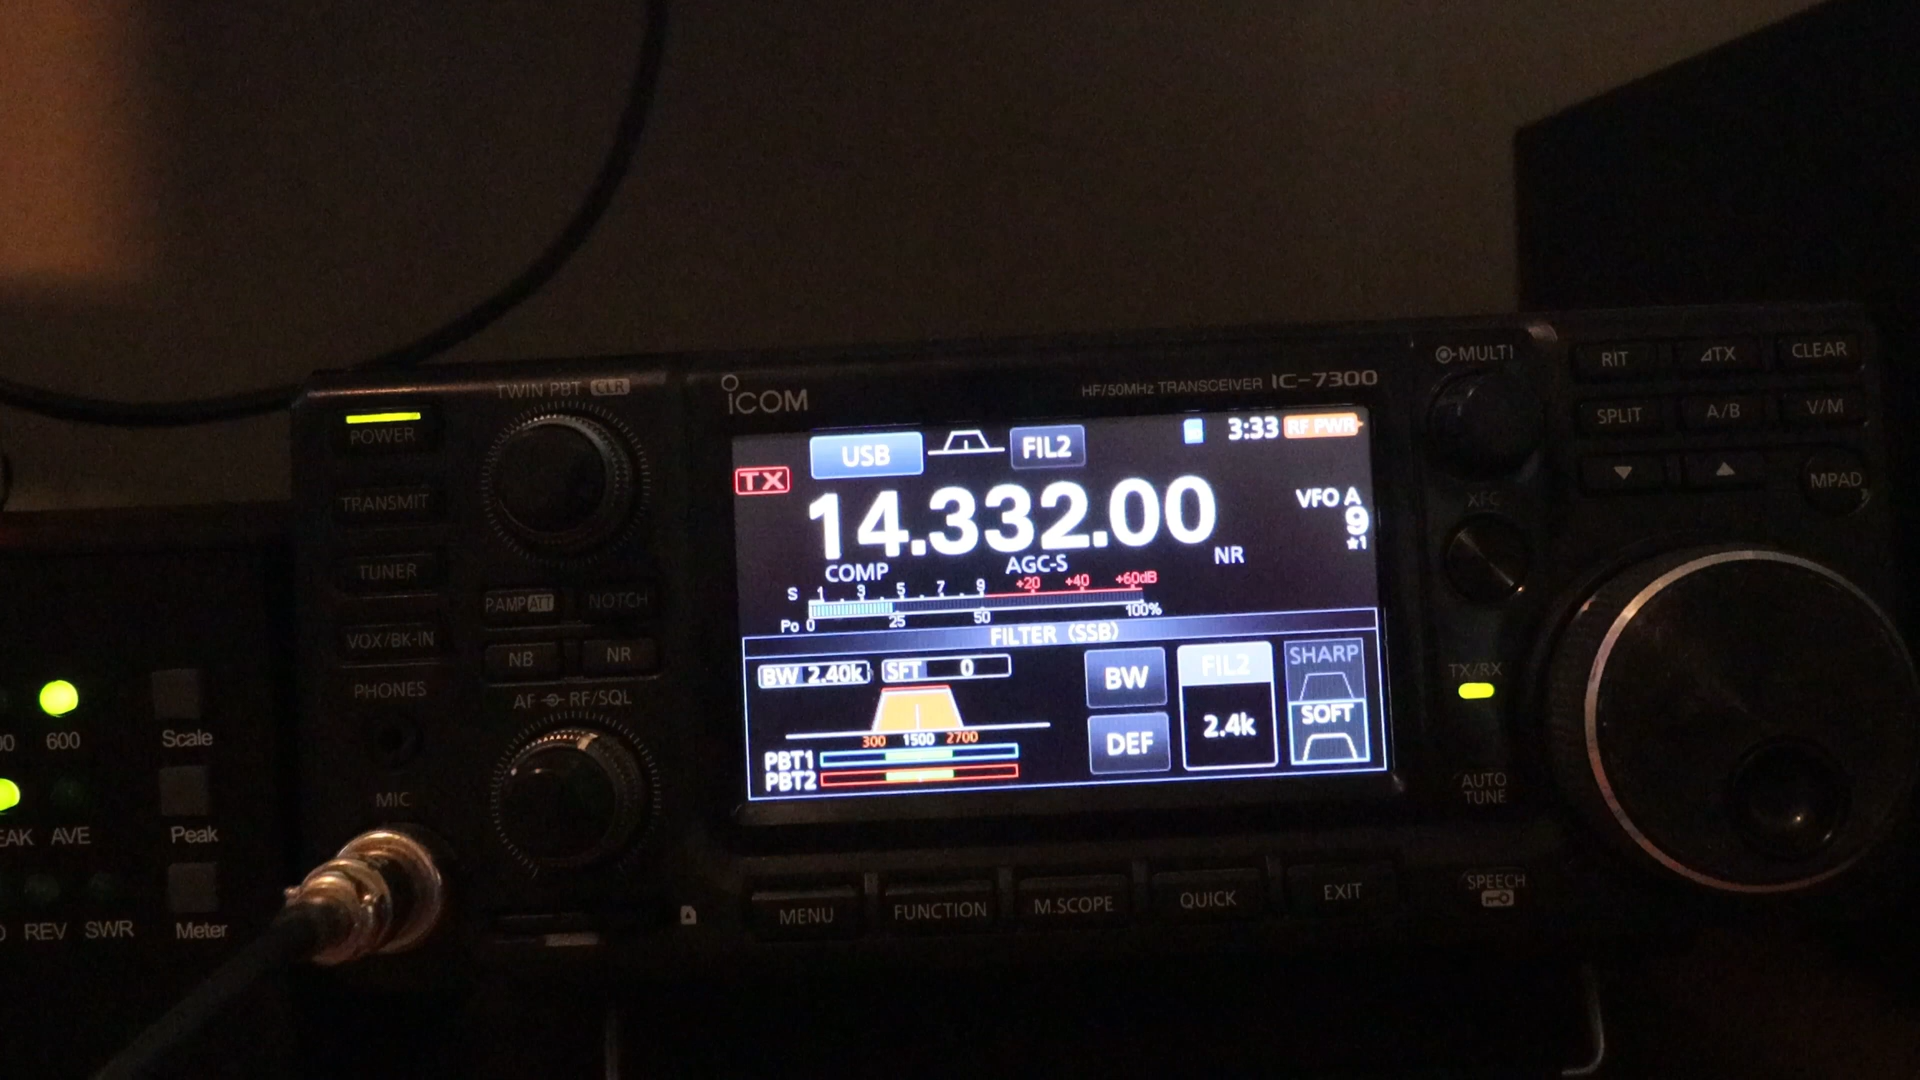 ICOM
HF/50MHz TRANSCEIVER IC-7300
TWIN PBT CLR
POWER
TRANSMIT
TUNER
VOX/BK-IN
PHONES
MIC
P.AMP ATT
NOTCH
NB
NR
AF RF/SQL
USB
FIL2
3:33
RF PWR
TX
14.332.00
VFO A
9
★1
COMP
AGC-S
NR
S 1 . 3 . 5 . 7 . 9 +20 +40 +60dB
Po 0 25 50 100%
FILTER (SSB)
BW 2.40k
SFT 0
300 1500 2700
PBT1
PBT2
BW
DEF
FIL2
2.4k
SHARP
SOFT
MENU
FUNCTION
M.SCOPE
QUICK
EXIT
MULTI
XFC
TX/RX
AUTO
TUNE
SPEECH
RIT
⊿TX
CLEAR
SPLIT
A/B
V/M
▼
▲
MPAD
600
Scale
AVE
Peak
REV
SWR
Meter